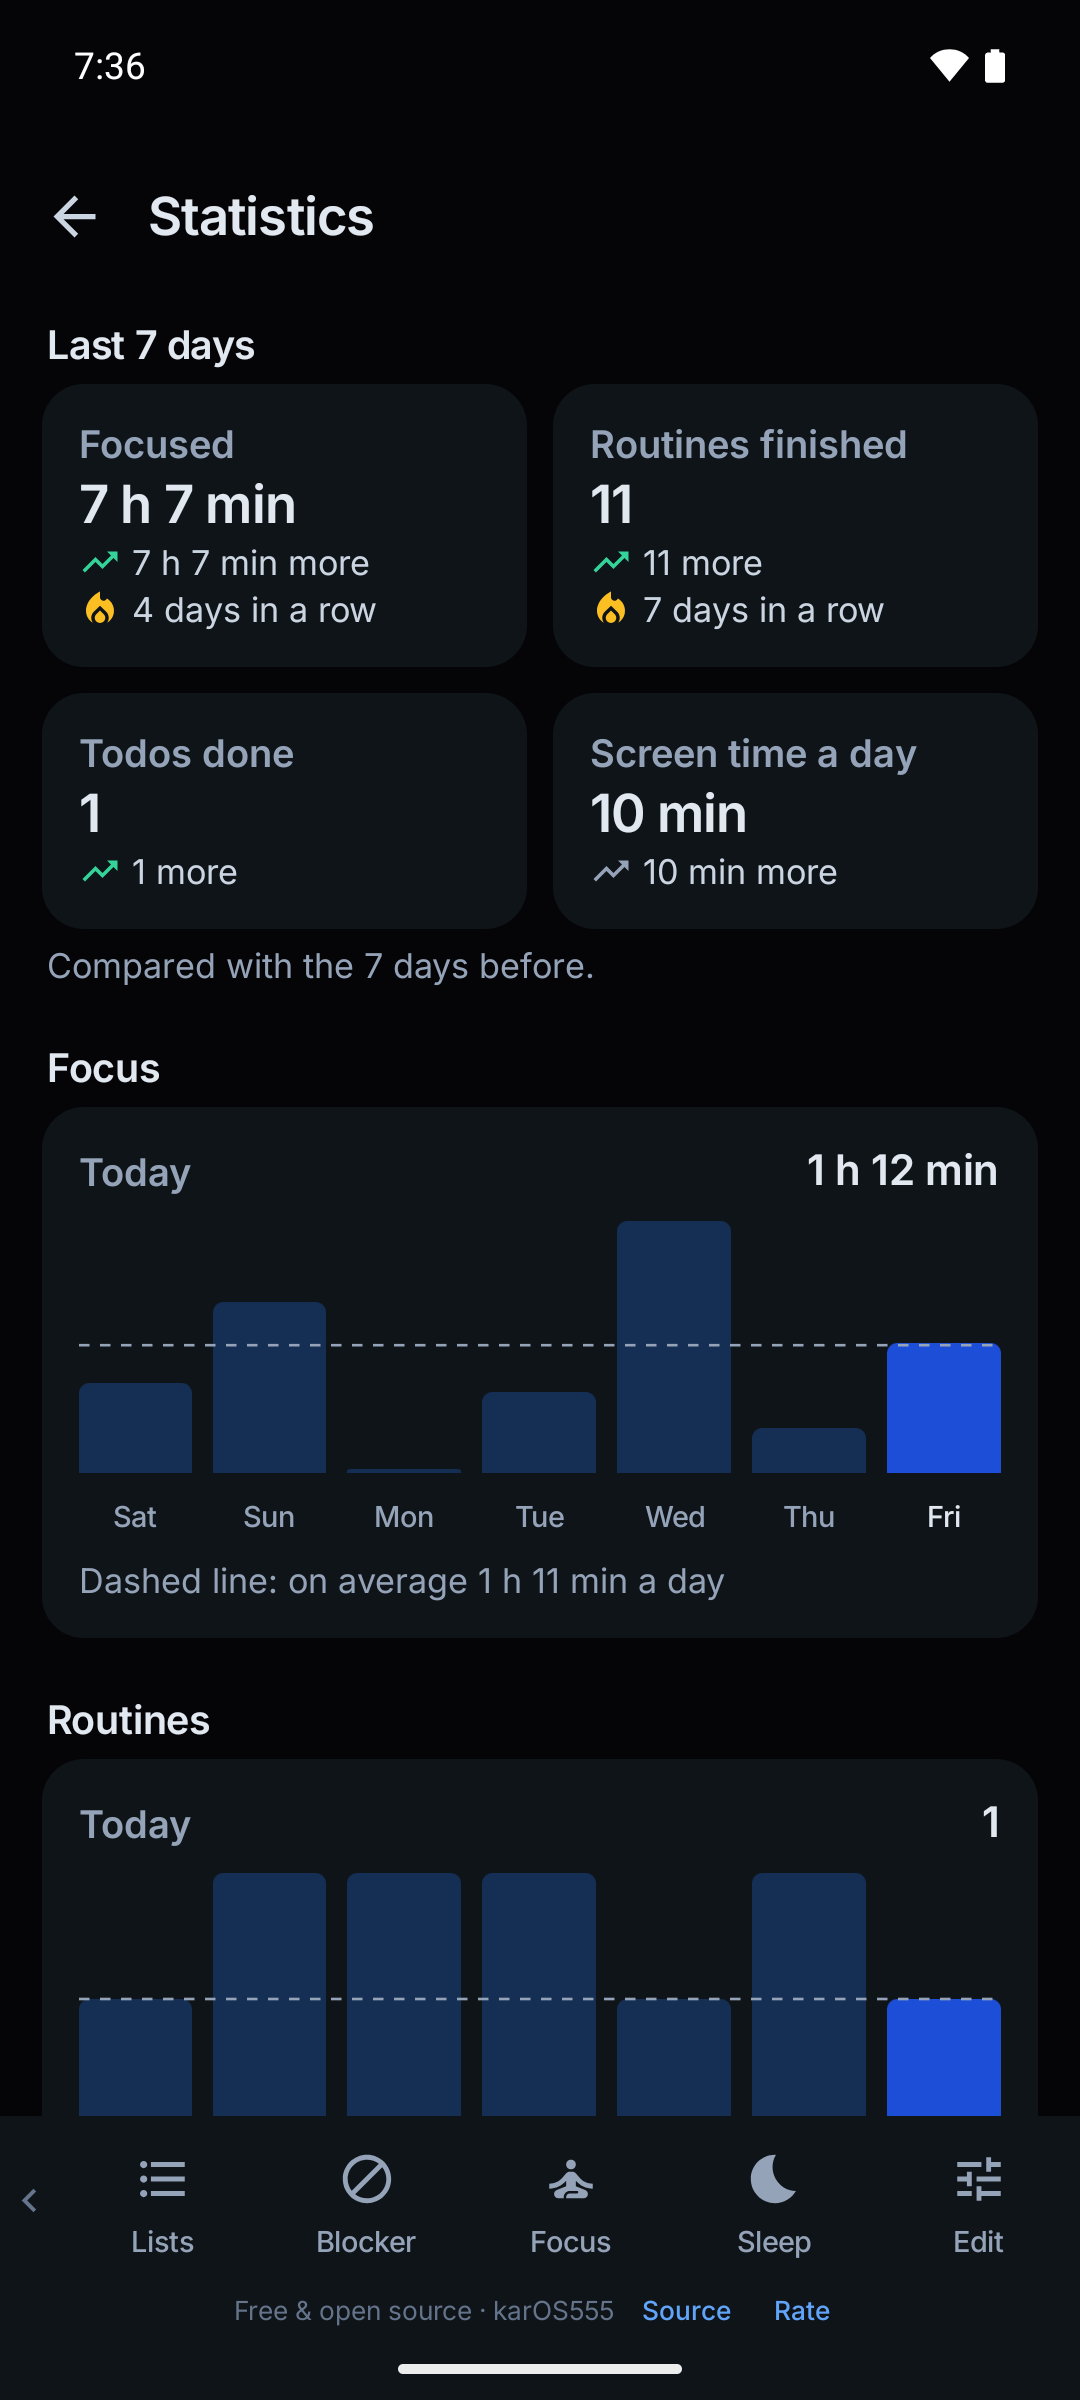 7:36
Statistics
Last 7 days
Focused
7 h 7 min
7 h 7 min more
4 days in a row
Routines finished
11
11 more
7 days in a row
Todos done
1
1 more
Screen time a day
10 min
10 min more
Compared with the 7 days before.
Focus
Today
1 h 12 min
Sat Sun Mon Tue Wed Thu Fri
Dashed line: on average 1 h 11 min a day
Routines
Today
1
Lists Blocker Focus Sleep Edit
Free & open source · karOS555 Source Rate